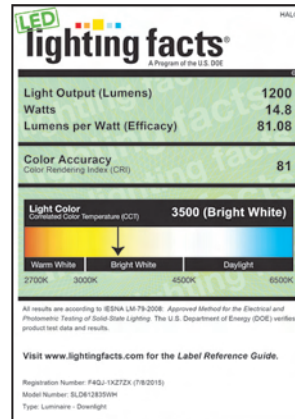 LED
HAL
lighting facts®
A Program of the U.S. DOE
Light Output (Lumens) 1200
Watts 14.8
Lumens per Watt (Efficacy) 81.08
Color Accuracy
Color Rendering Index (CRI) 81
Light Color
Correlated Color Temperature (CCT) 3500 (Bright White)
Warm White Bright White Daylight
2700K 3000K 4500K 6500K
All results are according to IESNA LM-79-2008: Approved Method for the Electrical and
Photometric Testing of Solid-State Lighting. The U.S. Department of Energy (DOE) verifies
product test data and results.
Visit www.lightingfacts.com for the Label Reference Guide.
Registration Number: F4QJ-1XZ7ZX (7/8/2015)
Model Number: SLD612835WH
Type: Luminaire - Downlight